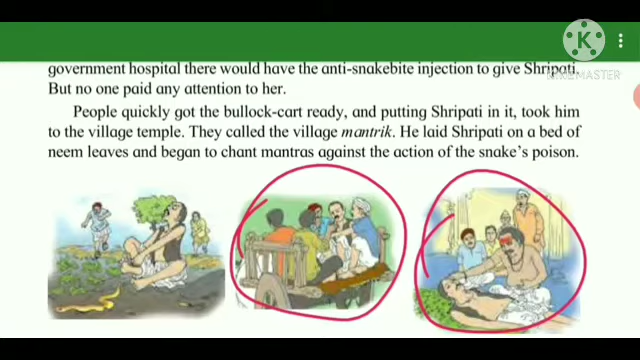 government hospital there would have the anti-snakebite injection to give Shripati.
But no one paid any attention to her.
People quickly got the bullock-cart ready, and putting Shripati in it, took him
to the village temple. They called the village mantrik. He laid Shripati on a bed of
neem leaves and began to chant mantras against the action of the snake's poison.
KINEMASTER